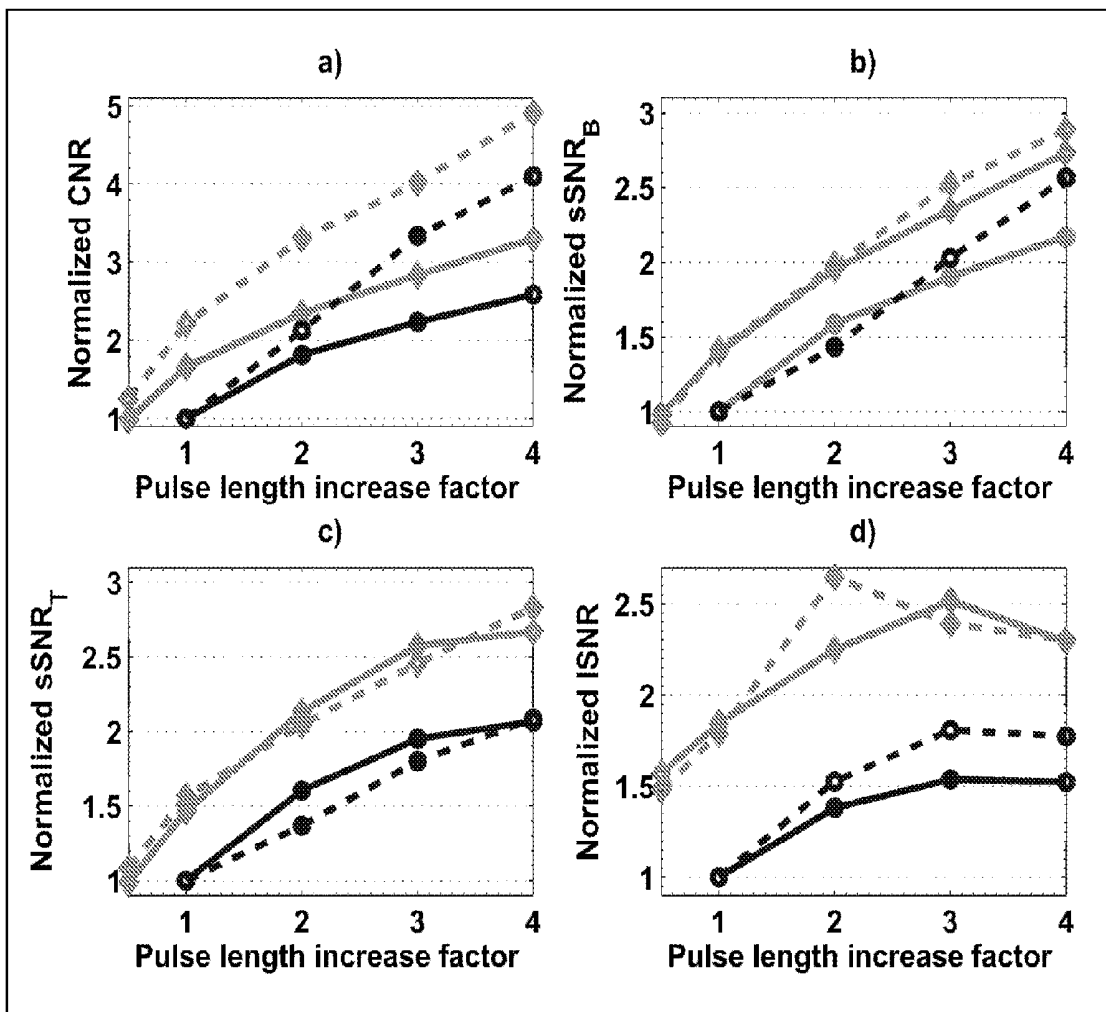 a)
Normalized CNR
5
4
3
2
1
1 2 3 4
Pulse length increase factor
b)
Normalized sSNR_B
3
2.5
2
1.5
1
1 2 3 4
Pulse length increase factor
c)
Normalized sSNR_T
3
2.5
2
1.5
1
1 2 3 4
Pulse length increase factor
d)
Normalized lSNR
2.5
2
1.5
1
1 2 3 4
Pulse length increase factor